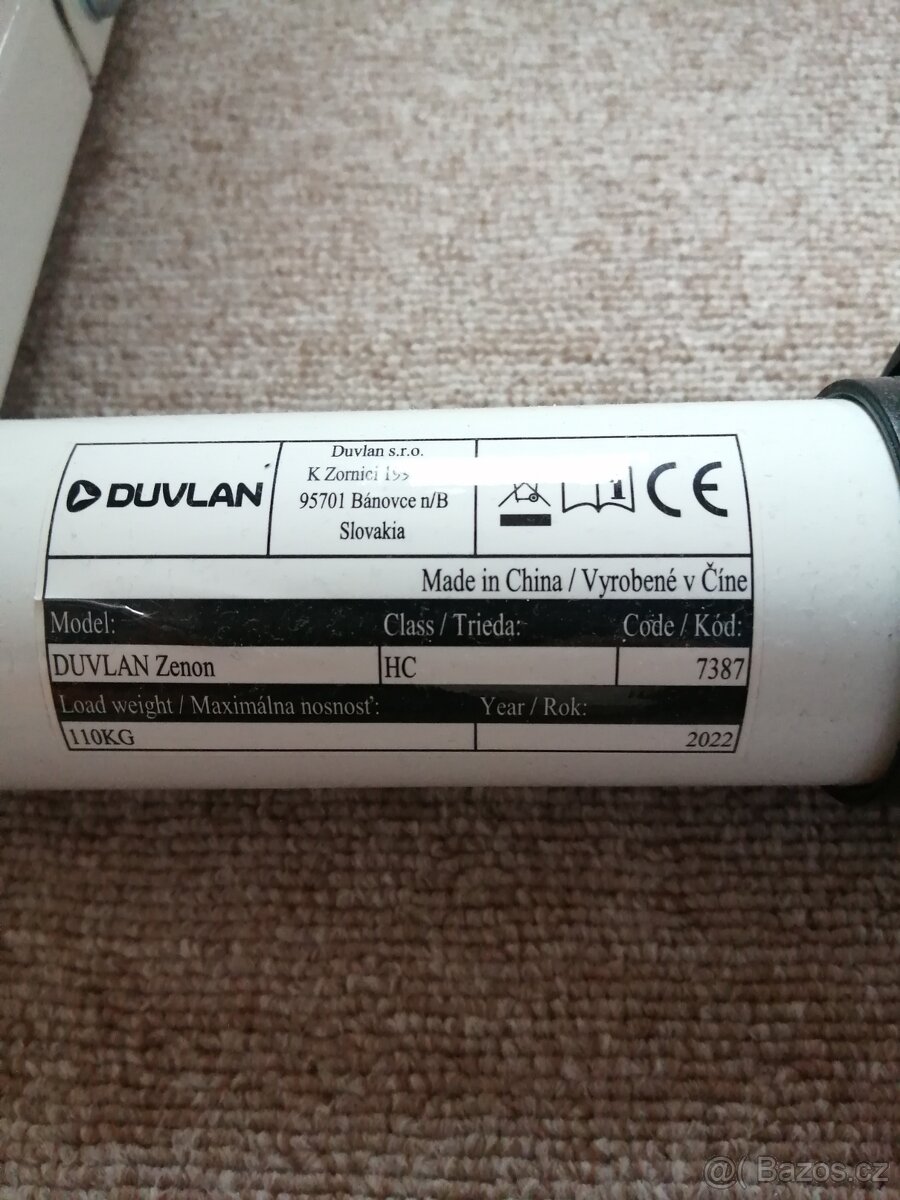 DUVLAN
Duvlan s.r.o.
K Zornici
95701 Bánovce n/B
Slovakia
CE
Made in China / Vyrobené v Číne
Model:
Class / Trieda:
Code / Kód:
DUVLAN Zenon
HC
7387
Load weight / Maximálna nosnosť:
Year / Rok:
110KG
2022
@( Bazos.cz